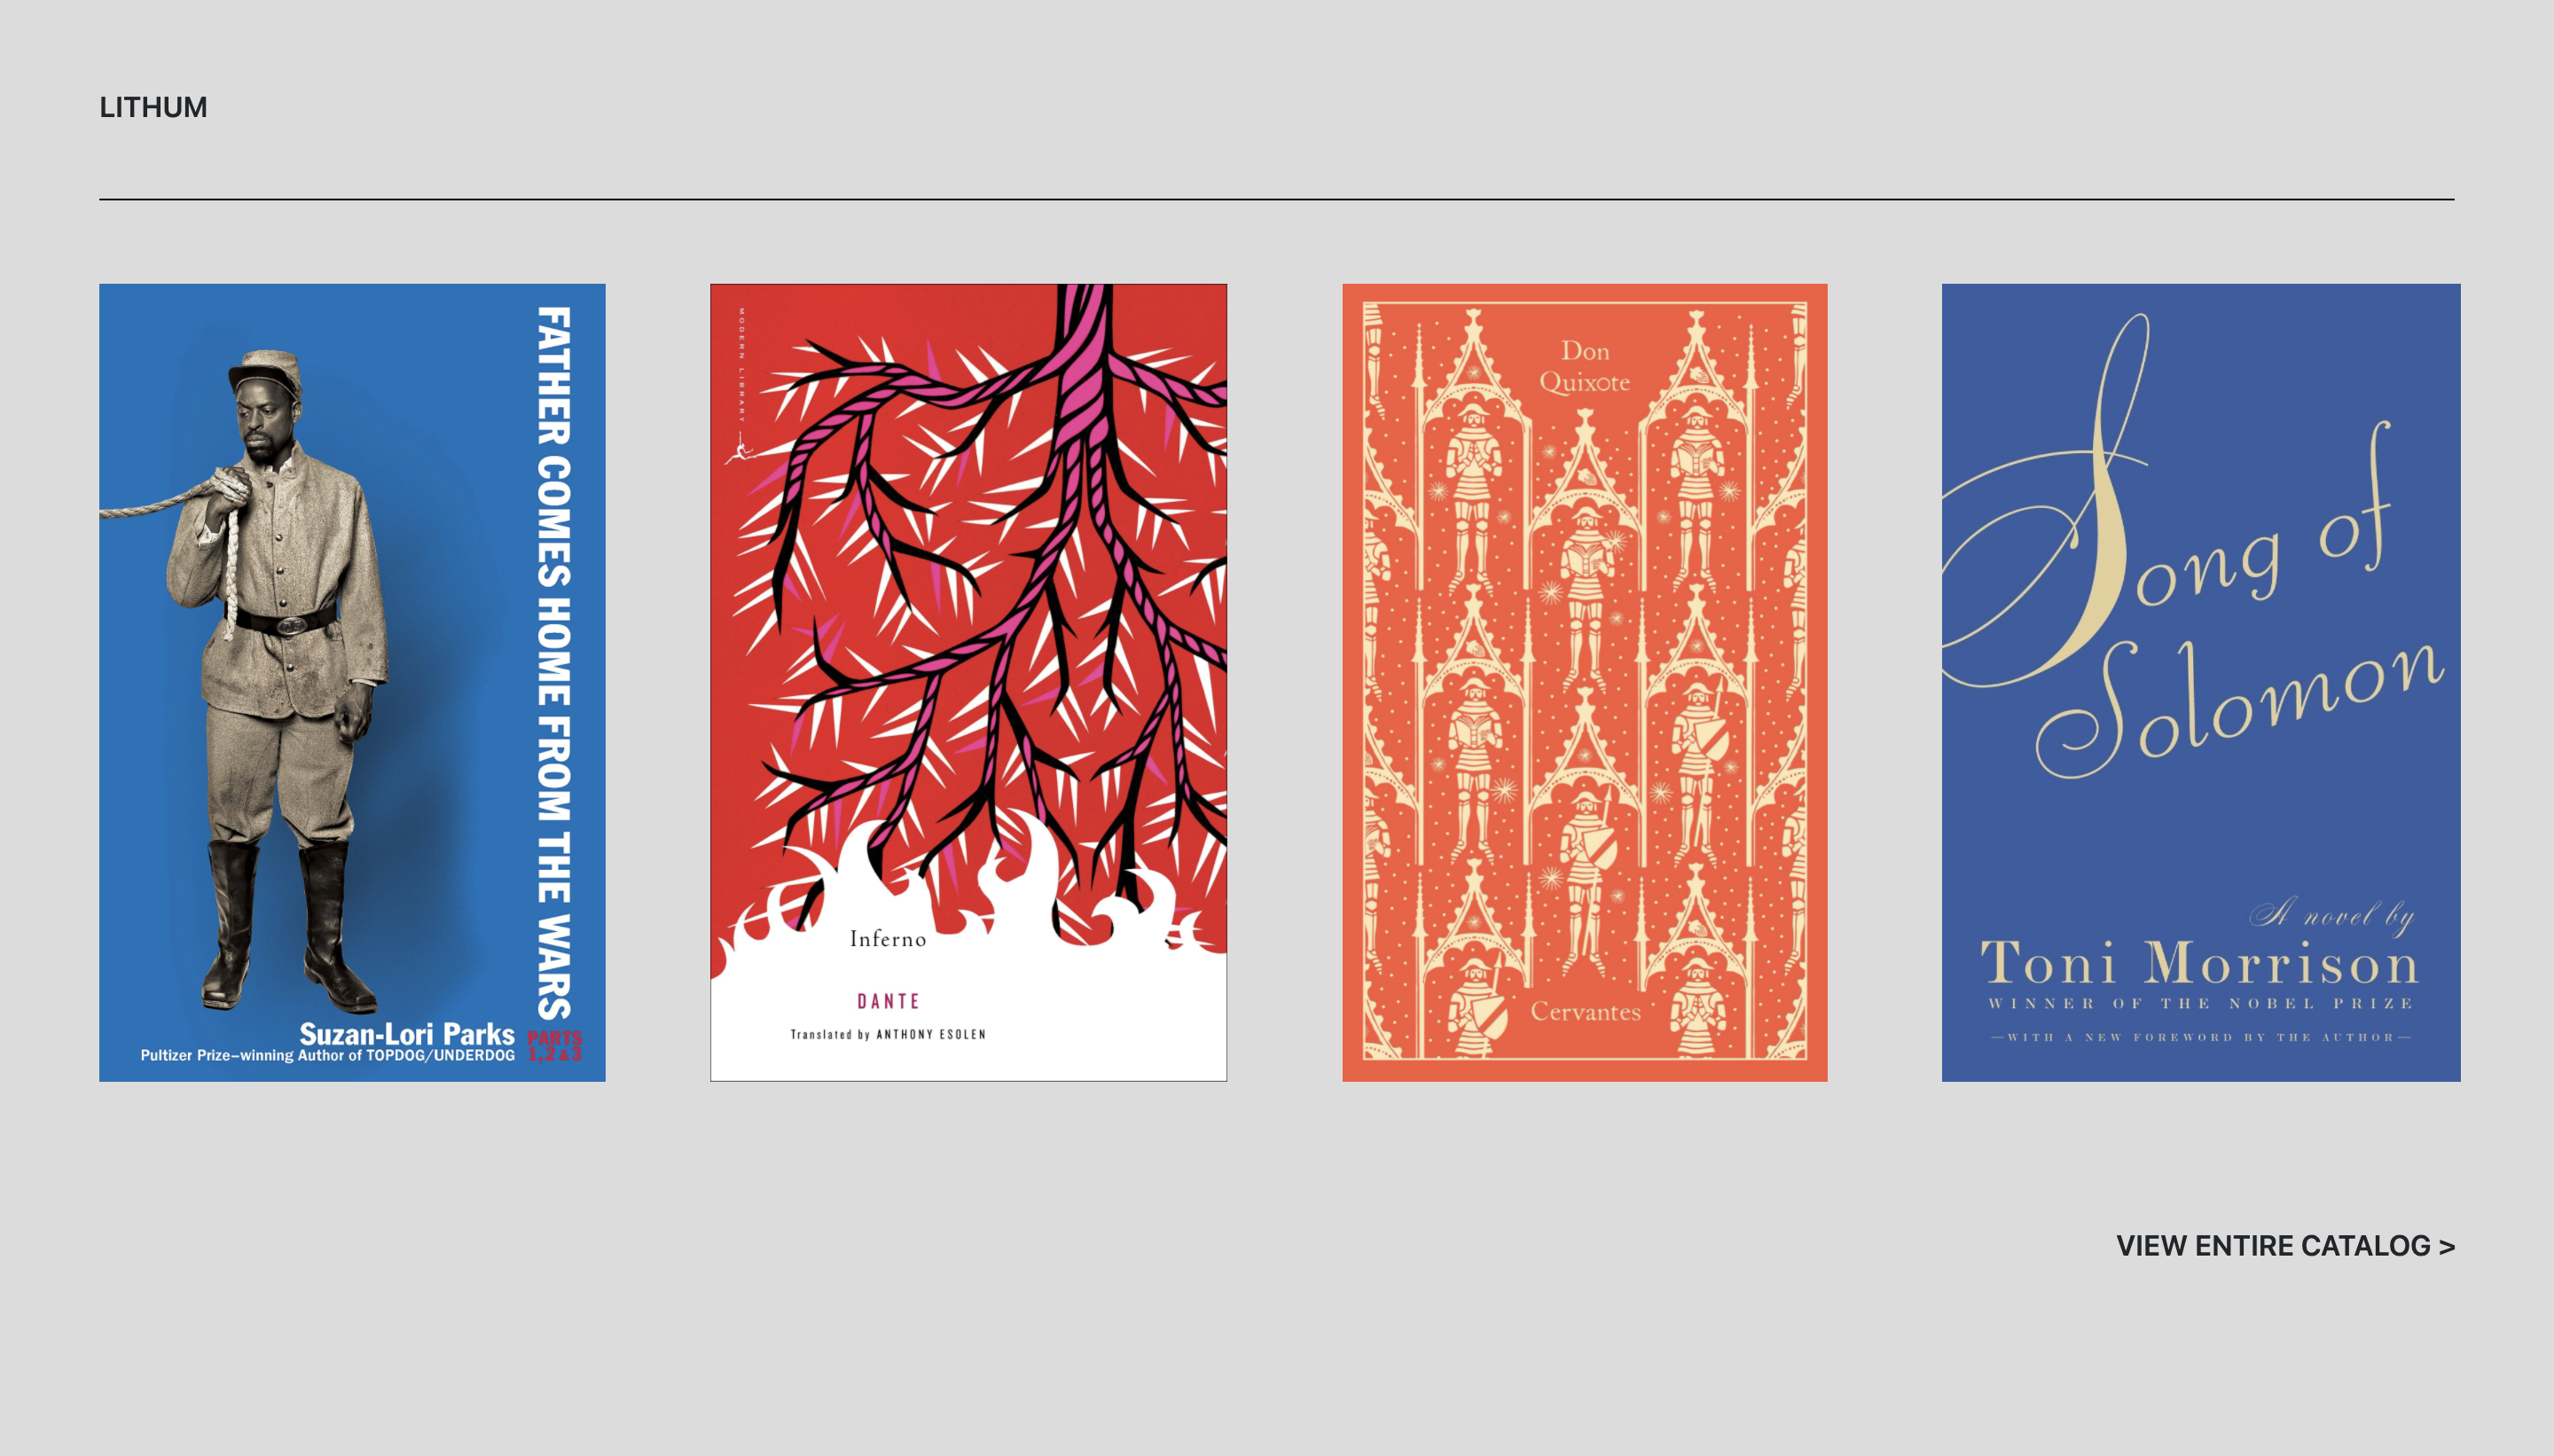 LITHUM
FATHER COMES HOME FROM THE WARS
PARTS
1,2&3
Suzan-Lori Parks
Pultizer Prize–winning Author of TOPDOG/UNDERDOG
MODERN LIBRARY
Inferno
DANTE
Translated by ANTHONY ESOLEN
Don
Quixote
Cervantes
Song of
Solomon
A novel by
Toni Morrison
WINNER OF THE NOBEL PRIZE
—WITH A NEW FOREWORD BY THE AUTHOR—
VIEW ENTIRE CATALOG >